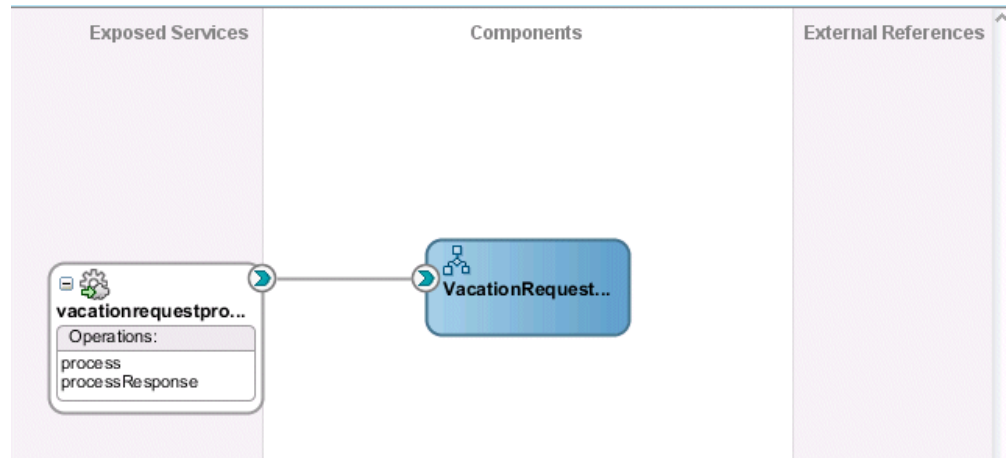 Exposed Services
Components
External References
vacationrequestpro...
Operations:
process
processResponse
VacationRequest...